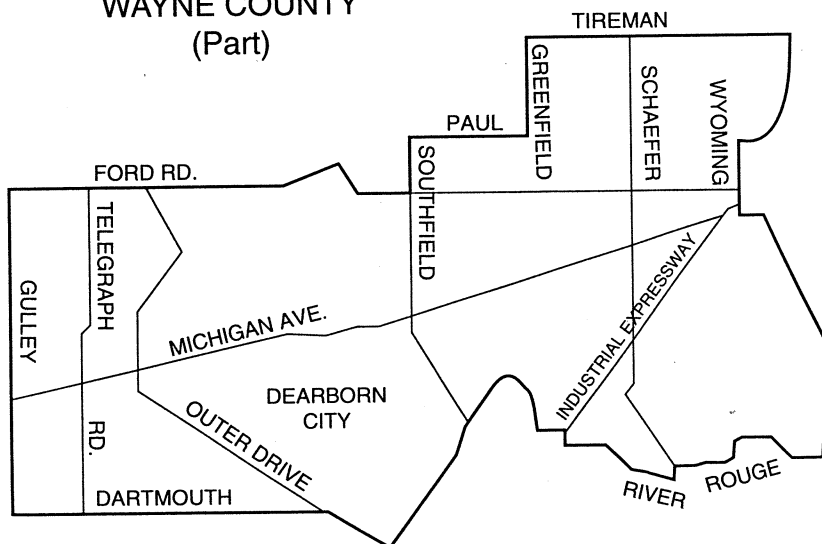 WAYNE COUNTY
(Part)
TIREMAN
GREENFIELD
SCHAEFER
WYOMING
PAUL
SOUTHFIELD
FORD RD.
TELEGRAPH
RD.
GULLEY
MICHIGAN AVE.
INDUSTRIAL EXPRESSWAY
DEARBORN
CITY
OUTER DRIVE
DARTMOUTH
RIVER
ROUGE